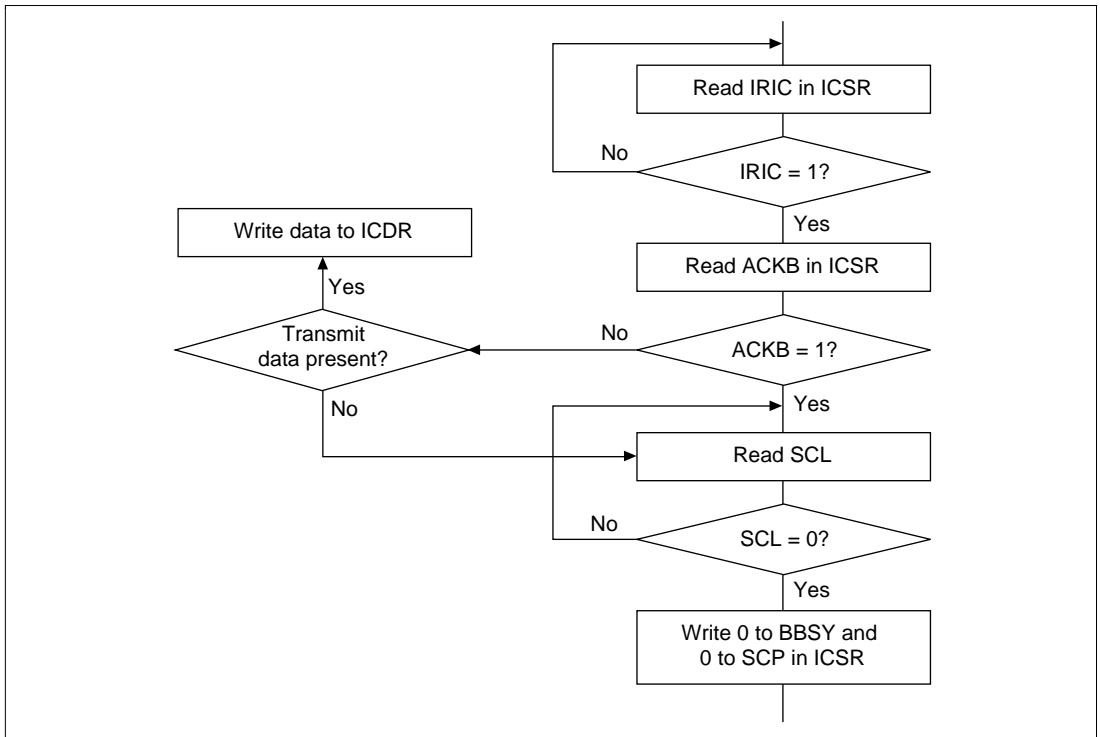 Read IRIC in ICSR
No
IRIC = 1?
Yes
Write data to ICDR
Read ACKB in ICSR
Yes
No
Transmit
data present?
ACKB = 1?
No
Yes
Read SCL
No
SCL = 0?
Yes
Write 0 to BBSY and
0 to SCP in ICSR